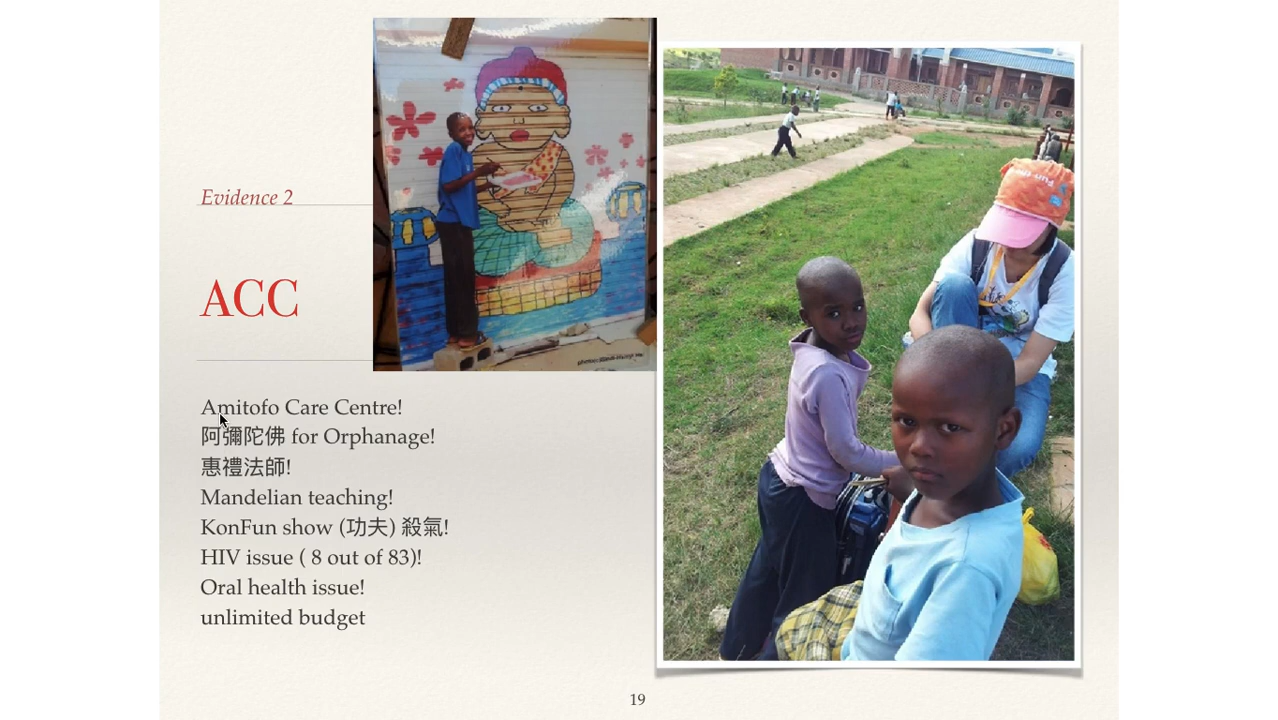 Evidence 2
ACC
Amitofo Care Centre!
阿彌陀佛 for Orphanage!
惠禮法師!
Mandelian teaching!
KonFun show (功夫) 殺氣!
HIV issue ( 8 out of 83)!
Oral health issue!
unlimited budget
19